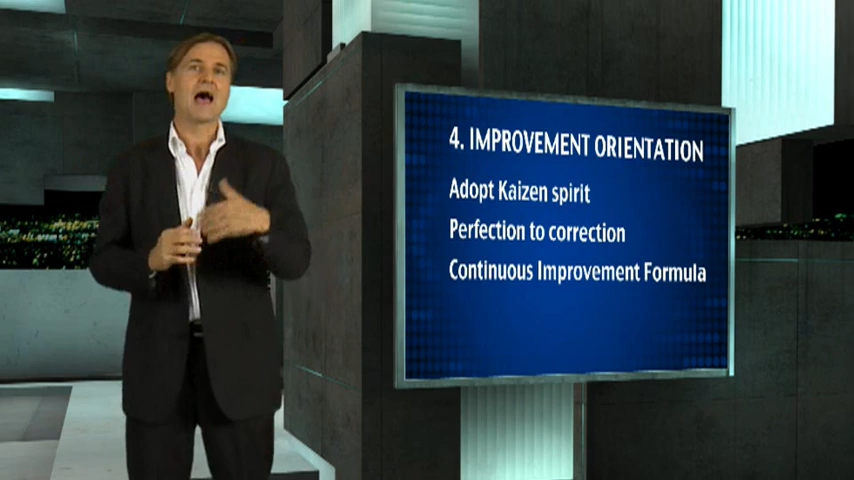 4. IMPROVEMENT ORIENTATION
Adopt Kaizen spirit
Perfection to correction
Continuous Improvement Formula